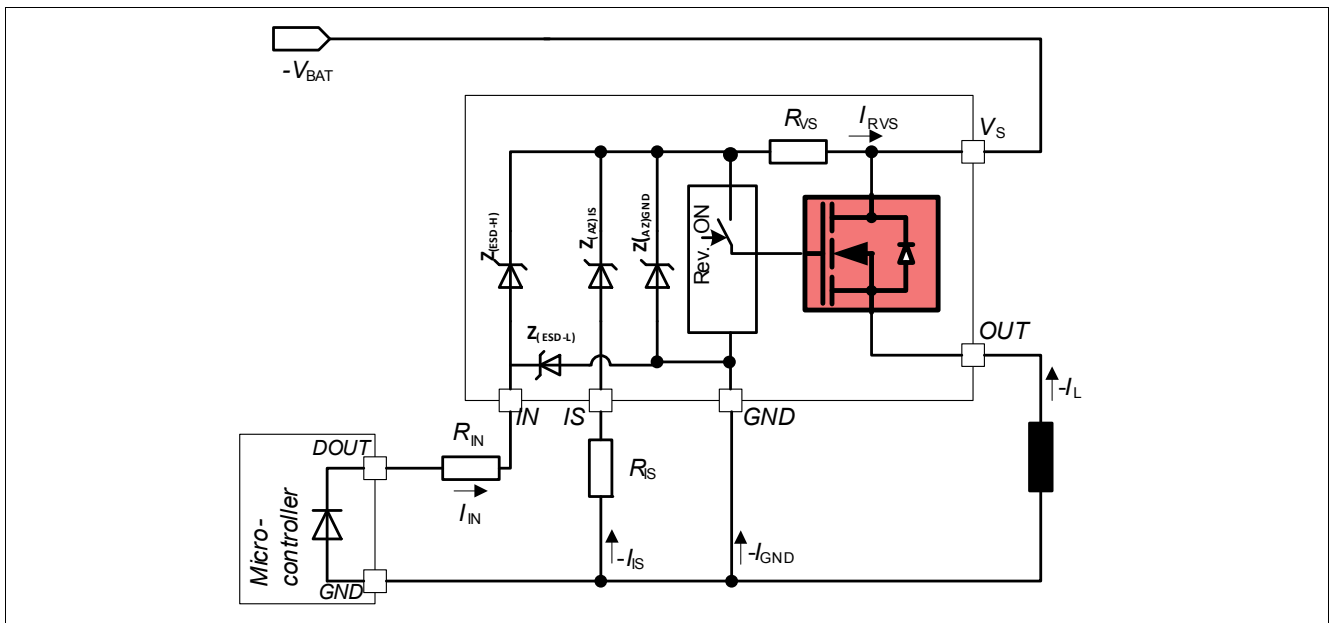 -VBAT
RVS
IRVS
VS
Z(ESD-H)
Z(AZ)IS
Z(AZ)GND
Rev. ON
Z(ESD-L)
OUT
-IL
IN
IS
GND
DOUT
RIN
RIS
IIN
Micro-
controller
-IIS
-IGND
GND